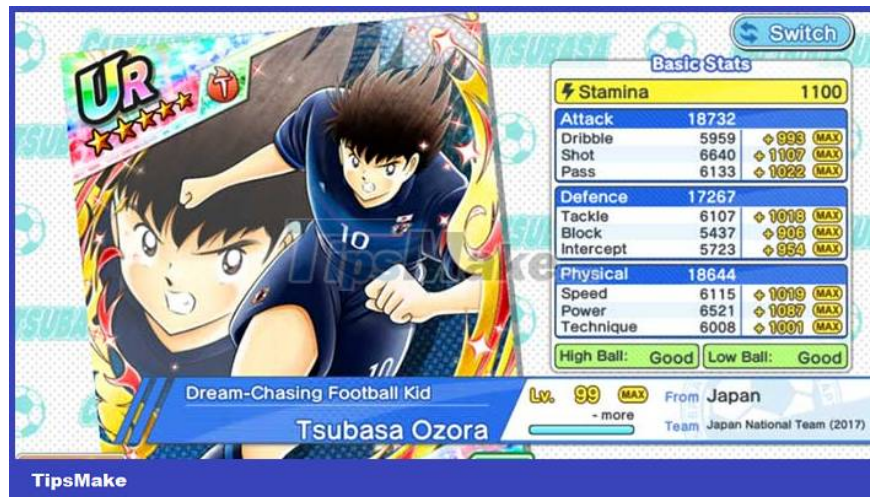 Switch
UR
T
Basic Stats
Stamina 1100
Attack 18732
Dribble 5959 +993 MAX
Shot 6640 +1107 MAX
Pass 6133 +1022 MAX
Defence 17267
Tackle 6107 +1018 MAX
Block 5437 +906 MAX
Intercept 5723 +954 MAX
Physical 18644
Speed 6115 +1019 MAX
Power 6521 +1087 MAX
Technique 6008 +1001 MAX
High Ball: Good Low Ball: Good
10
TipsMake
10
Dream-Chasing Football Kid
Tsubasa Ozora
Lv. 99 MAX
- more
From Japan
Team Japan National Team (2017)
TipsMake